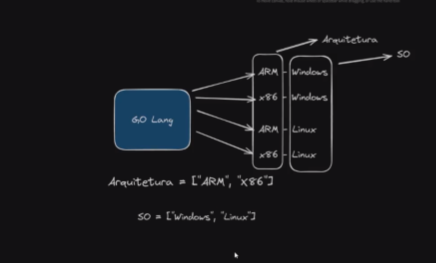 Arquitetura
SO
ARM - Windows
x86 - Windows
GO Lang
ARM - Linux
x86 - Linux
Arquitetura = ["ARM", "x86"]
SO = ["Windows", "Linux"]